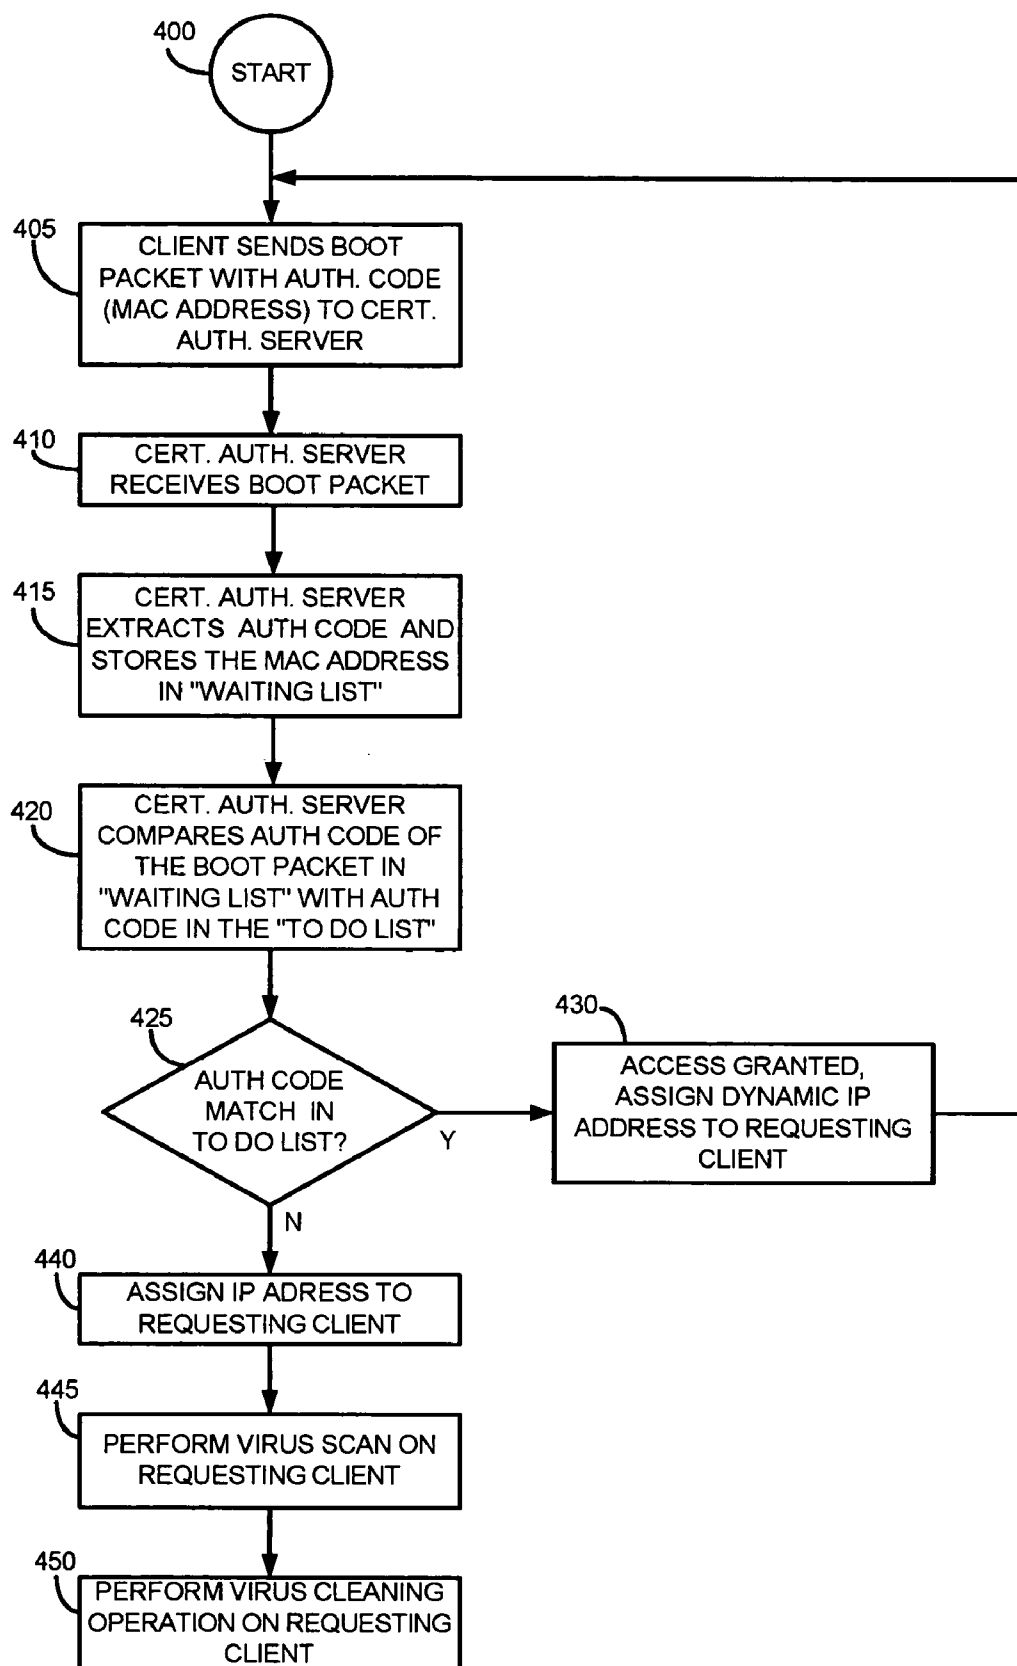 400
START
405
CLIENT SENDS BOOT
PACKET WITH AUTH. CODE
(MAC ADDRESS) TO CERT.
AUTH. SERVER
410
CERT. AUTH. SERVER
RECEIVES BOOT PACKET
415
CERT. AUTH. SERVER
EXTRACTS AUTH CODE AND
STORES THE MAC ADDRESS
IN "WAITING LIST"
420
CERT. AUTH. SERVER
COMPARES AUTH CODE OF
THE BOOT PACKET IN
"WAITING LIST" WITH AUTH
CODE IN THE "TO DO LIST"
425
AUTH CODE
MATCH IN
TO DO LIST?
Y
N
430
ACCESS GRANTED,
ASSIGN DYNAMIC IP
ADDRESS TO REQUESTING
CLIENT
440
ASSIGN IP ADRESS TO
REQUESTING CLIENT
445
PERFORM VIRUS SCAN ON
REQUESTING CLIENT
450
PERFORM VIRUS CLEANING
OPERATION ON REQUESTING
CLIENT